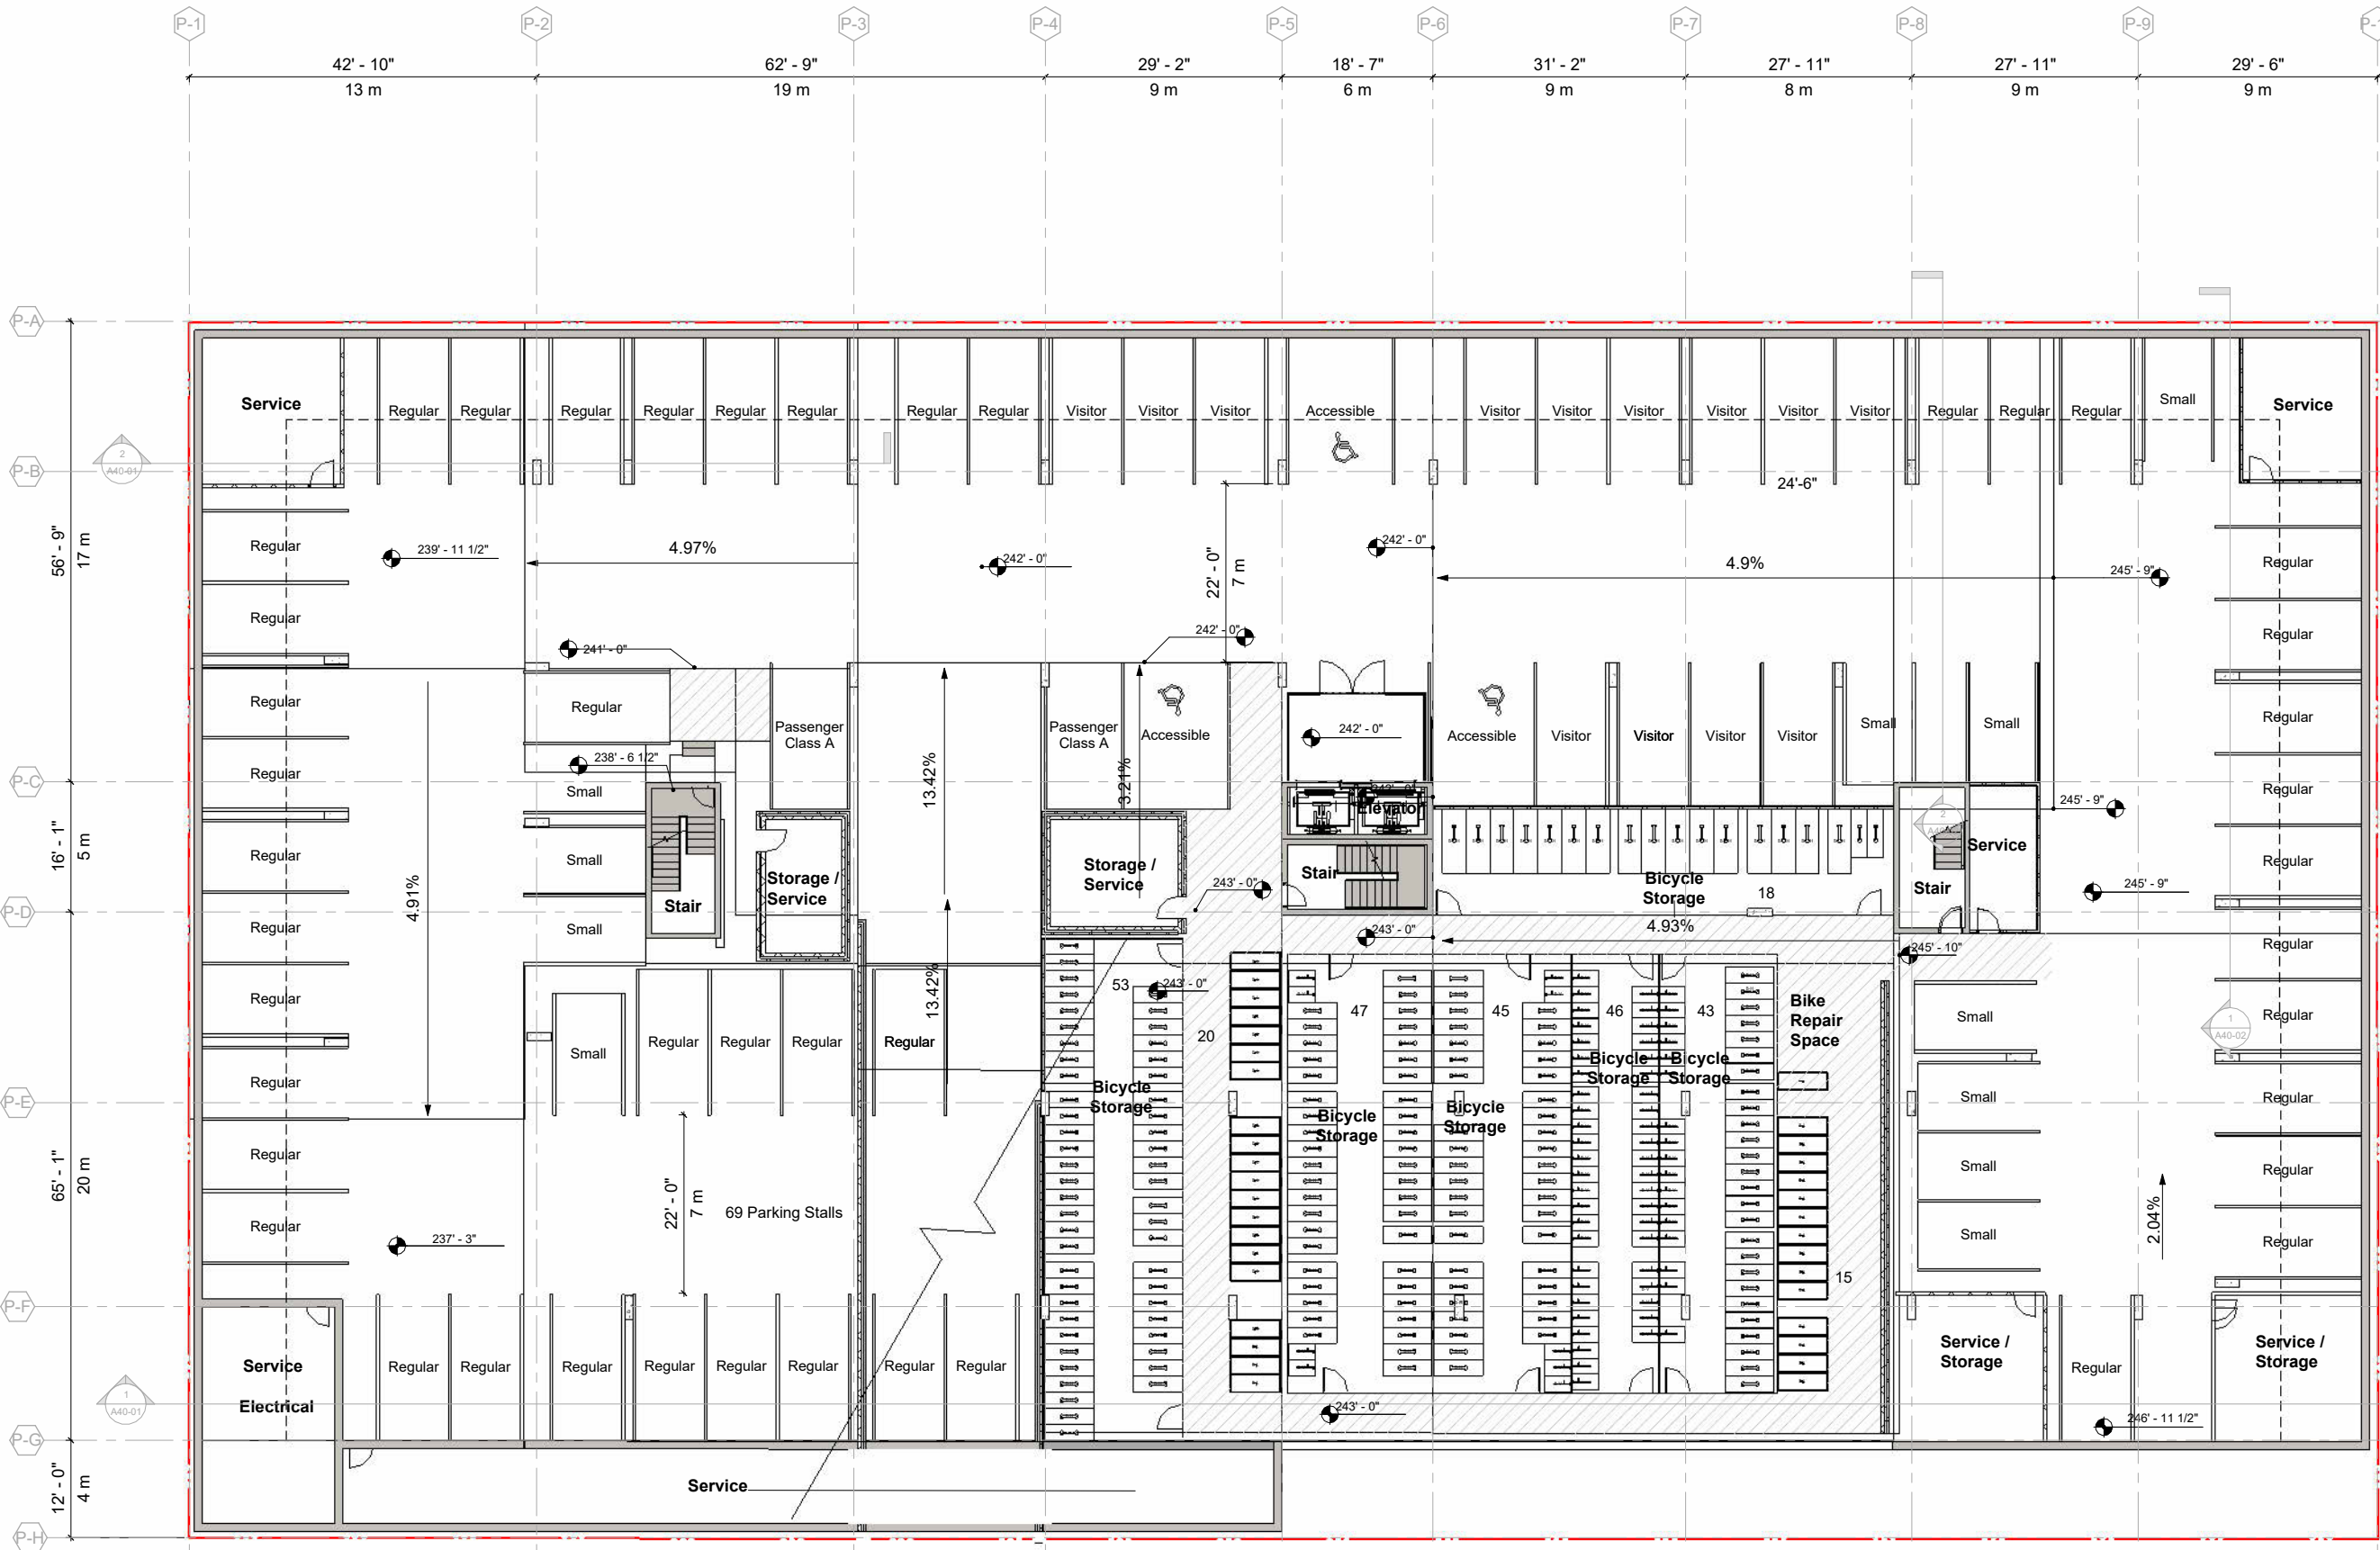 P-1 P-2 P-3 P-4 P-5 P-6 P-7 P-8 P-9
42' - 10" 62' - 9" 29' - 2" 18' - 7" 31' - 2" 27' - 11" 27' - 11" 29' - 6"
13 m 19 m 9 m 6 m 9 m 8 m 9 m 9 m
P-A
Service Regular Regular Regular Regular Regular Regular Regular Regular Visitor Visitor Visitor Accessible Visitor Visitor Visitor Visitor Visitor Visitor Regular Regular Regular Small Service
2
A40-01
P-B
24'-6"
56' - 9"
17 m
Regular 239' - 11 1/2" 4.97% 242' - 0" 242' - 0" 4.9% 245' - 9" Regular
22' - 0"
7 m
Regular 241' - 0" 242' - 0" Regular
Regular Regular Passenger
Class A
Passenger
Class A
Accessible 242' - 0" Accessible Visitor Visitor Visitor Visitor Small Small Regular
P-C
238' - 6 1/2"
Regular Small 13.42% 3.21% Elevator 245' - 9" Regular
16' - 1"
5 m
Regular Small Storage /
Service
Storage /
Service
Stair Bicycle
Storage
18 Service
Stair
2
Regular
4.91%
Stair 243' - 0" 245' - 9"
P-D
Regular Small 243' - 0" 4.93% 245' - 10" Regular
Regular 13.42% 53 243' - 0" 20 47 45 46 43 Bike
Repair
Space
Small Regular
1
A40-02
Small Regular Regular Regular Regular
Regular Bicycle
Storage
Bicycle
Storage
Bicycle
Storage
Small Regular
P-E
Bicycle
Storage
Bicycle
Storage
65' - 1"
20 m
Regular Small Regular
22' - 0"
7 m
69 Parking Stalls
Regular 237' - 3" Small 2.04% Regular
15
P-F
Service
Electrical
Regular Regular Regular Regular Regular Regular Regular Regular Service /
Storage
Regular Service /
Storage
1
A40-01
243' - 0" 246' - 11 1/2"
P-G
12' - 0"
4 m
Service
P-H